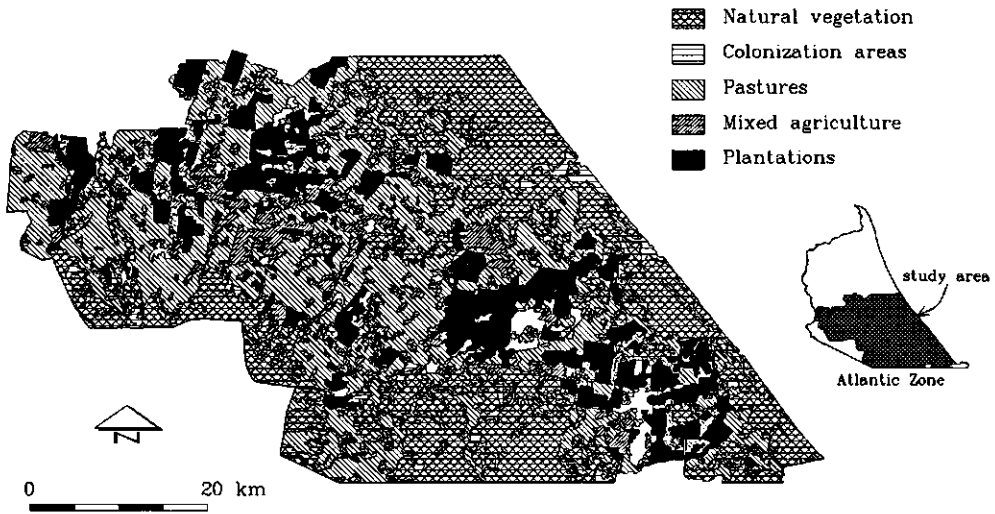 Natural vegetation
Colonization areas
Pastures
Mixed agriculture
Plantations
study area
Atlantic Zone
N
0 20 km